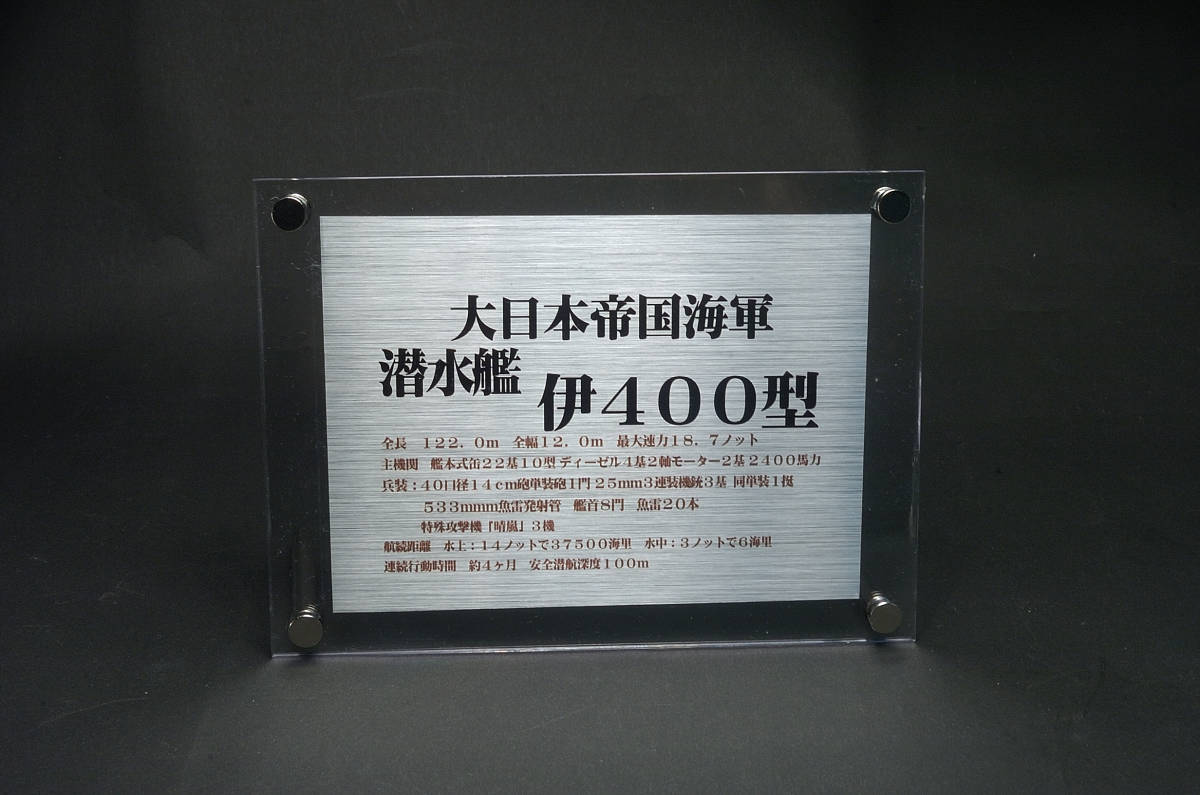 大日本帝国海軍
潜水艦 伊400型
全長 122.0m 全幅12.0m 最大速力18.7ノット
主機関 艦本式缶22基10型ディーゼル4基2軸モーター2基2400馬力
兵装:40口径14cm砲単装砲1門 25mm3連装機銃3基 同単装1挺
533mmm魚雷発射管 艦首8門 魚雷20本
特殊攻撃機「晴嵐」3機
航続距離 水上:14ノットで37500海里 水中:3ノットで6海里
連続行動時間 約4ヶ月 安全潜航深度100m